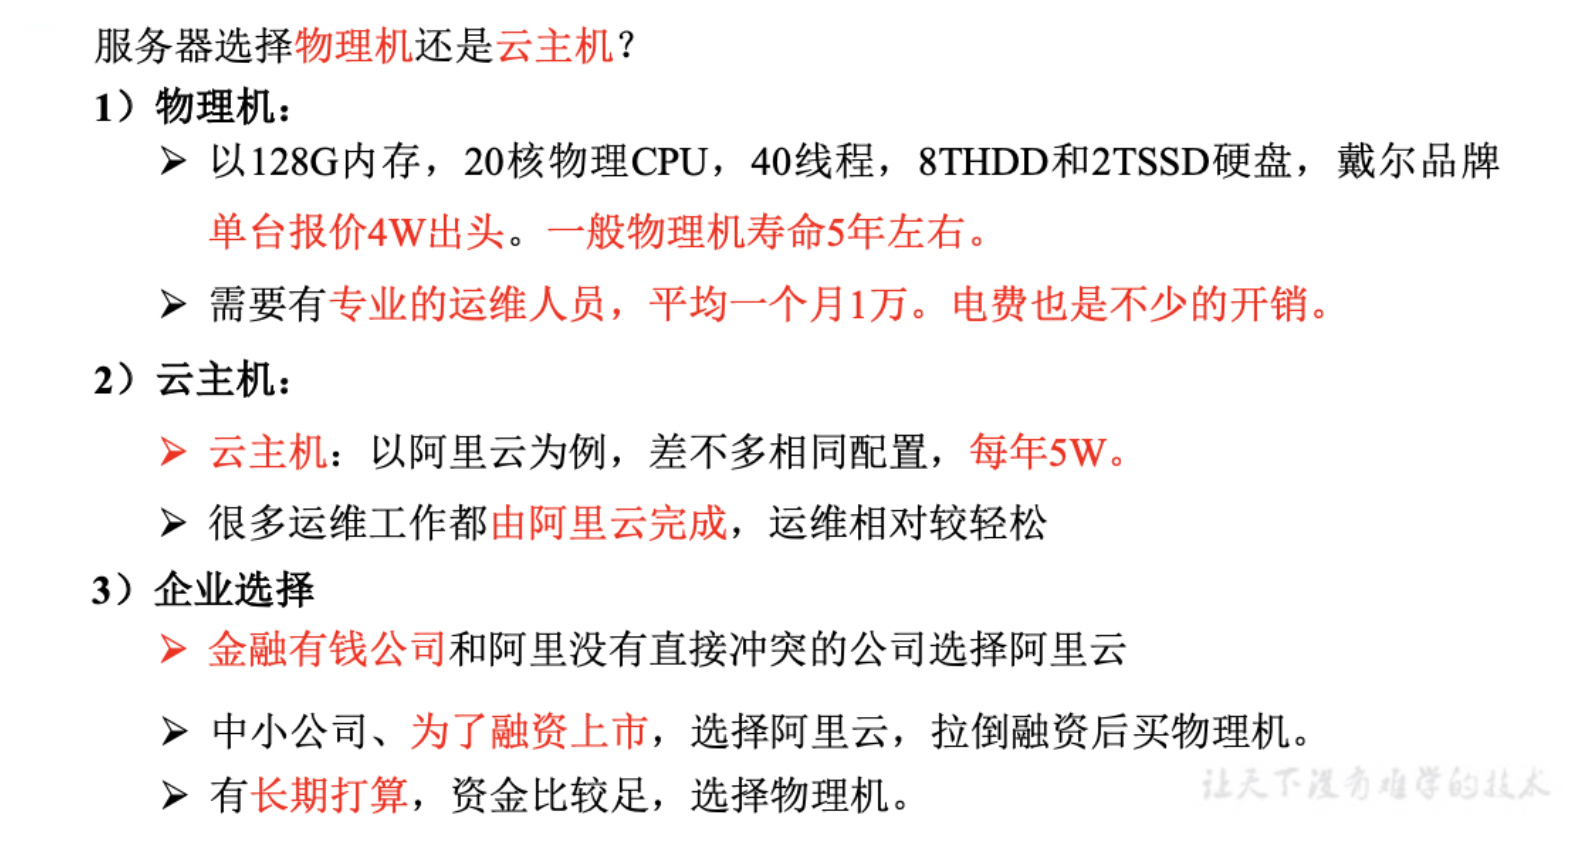 服务器选择物理机还是云主机？
1）物理机：
➢ 以128G内存，20核物理CPU，40线程，8THDD和2TSSD硬盘，戴尔品牌
单台报价4W出头。一般物理机寿命5年左右。
➢ 需要有专业的运维人员，平均一个月1万。电费也是不少的开销。
2）云主机：
➢ 云主机：以阿里云为例，差不多相同配置，每年5W。
➢ 很多运维工作都由阿里云完成，运维相对较轻松
3）企业选择
➢ 金融有钱公司和阿里没有直接冲突的公司选择阿里云
➢ 中小公司、为了融资上市，选择阿里云，拉倒融资后买物理机。
➢ 有长期打算，资金比较足，选择物理机。
让天下没有难学的技术